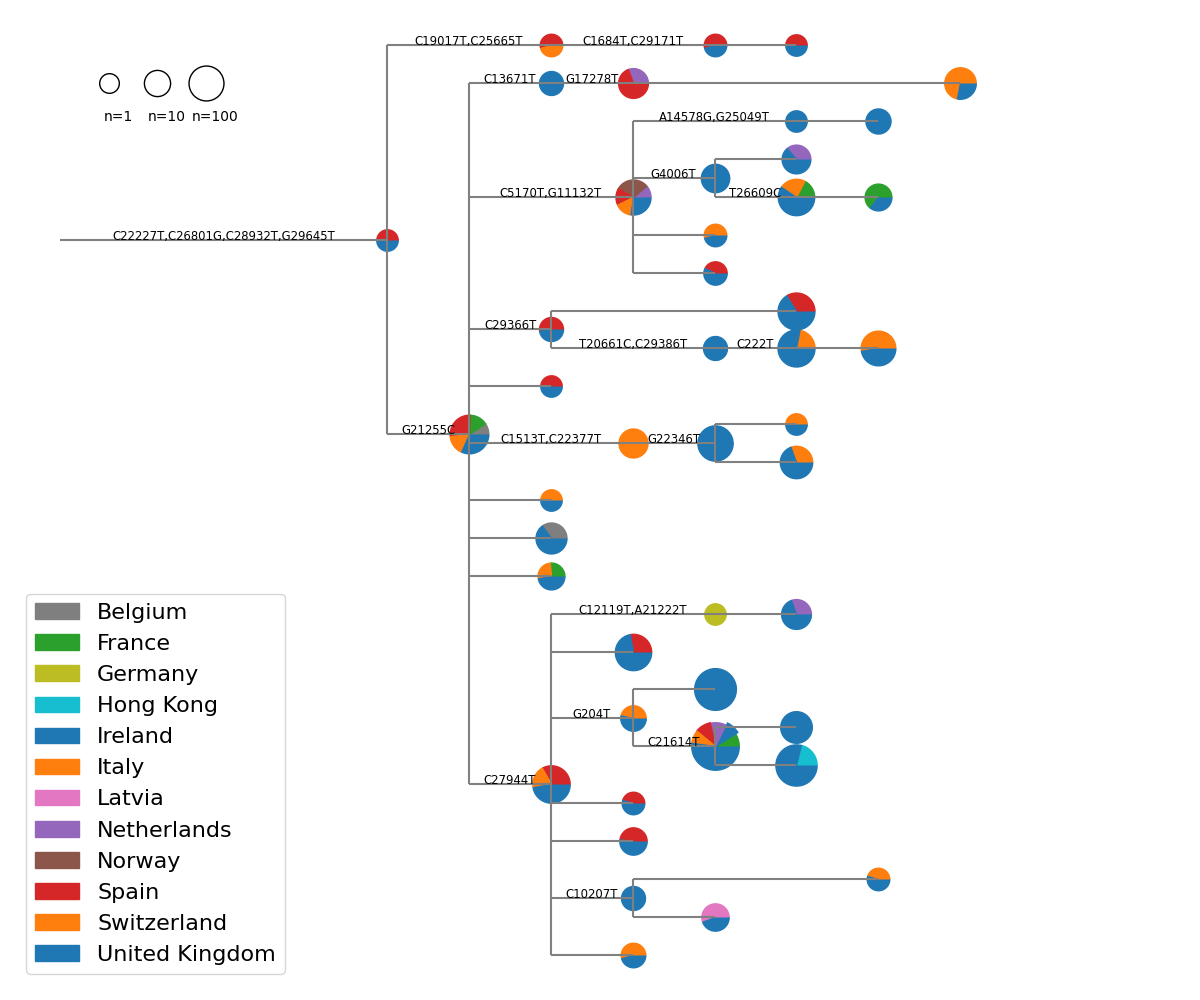 C19017T,C25665T
C1684T,C29171T
C13671T
G17278T
n=1
n=10
n=100
A14578G,G25049T
G4006T
C5170T,G11132T
T26609C
C22227T,C26801G,C28932T,G29645T
C29366T
T20661C,C29386T
C222T
G21255C
C1513T,C22377T
G22346T
C12119T,A21222T
G204T
C21614T
C27944T
C10207T
Belgium
France
Germany
Hong Kong
Ireland
Italy
Latvia
Netherlands
Norway
Spain
Switzerland
United Kingdom